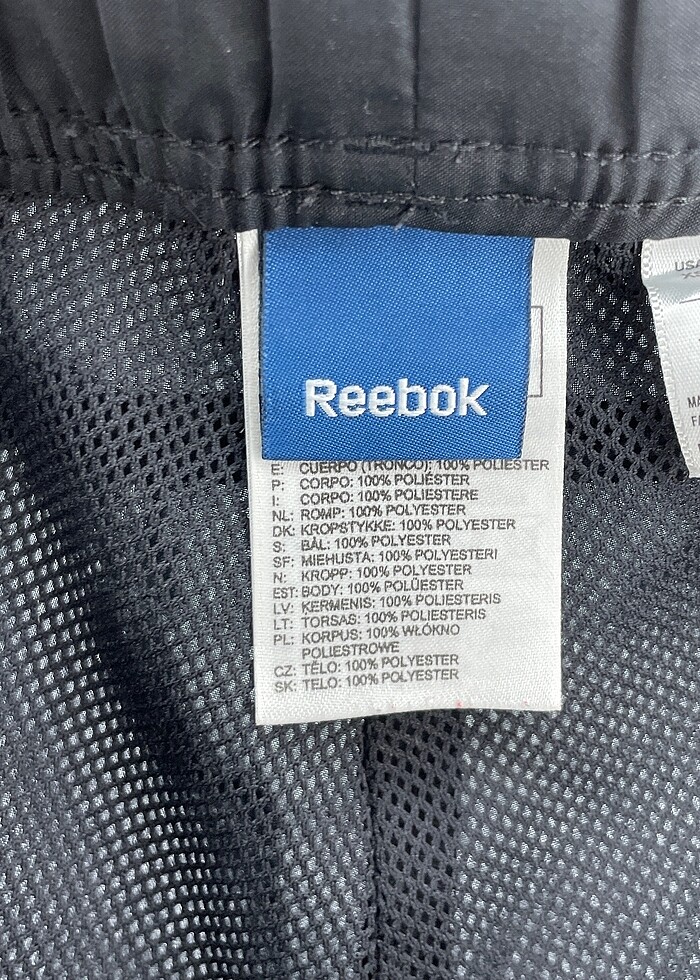 Reebok
E: CUERPO (TRONCO): 100% POLIESTER
P: CORPO: 100% POLIÉSTER
I: CORPO: 100% POLIESTERE
NL: ROMP: 100% POLYESTER
DK: KROPSTYKKE: 100% POLYESTER
S: BÅL: 100% POLYESTER
SF: MIEHUSTA: 100% POLYESTERI
N: KROPP: 100% POLYESTER
EST: BODY: 100% POLÜESTER
LV: ĶERMENIS: 100% POLIESTERIS
LT: TORSAS: 100% POLIESTERIS
PL: KORPUS: 100% WŁÓKNO
POLIESTROWE
CZ: TĚLO: 100% POLYESTER
SK: TELO: 100% POLYESTER
USA